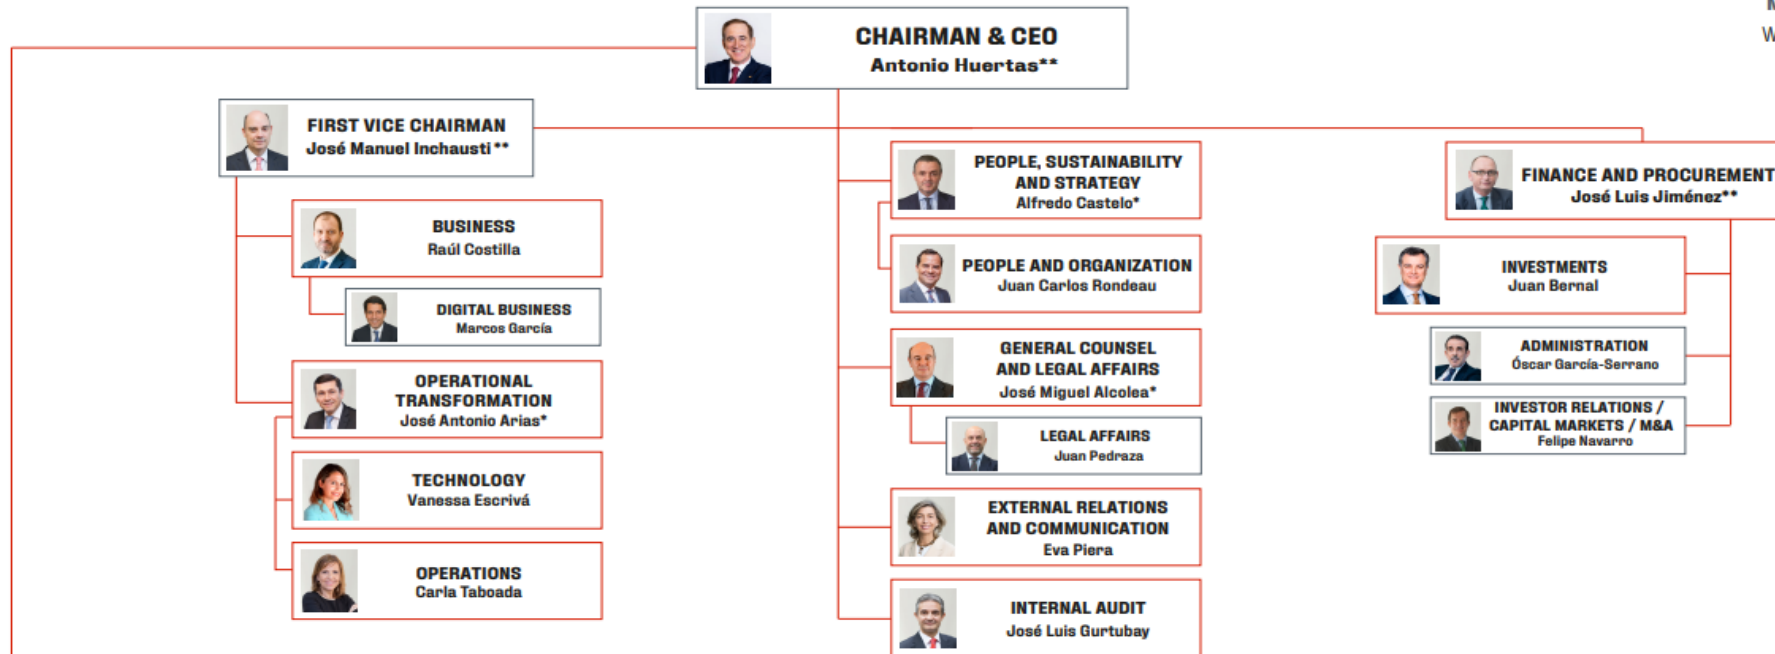 CHAIRMAN & CEO
Antonio Huertas**
FIRST VICE CHAIRMAN
José Manuel Inchausti**
BUSINESS
Raúl Costilla
DIGITAL BUSINESS
Marcos García
OPERATIONAL
TRANSFORMATION
José Antonio Arias*
TECHNOLOGY
Vanessa Escrivá
OPERATIONS
Carla Taboada
PEOPLE, SUSTAINABILITY
AND STRATEGY
Alfredo Castelo*
PEOPLE AND ORGANIZATION
Juan Carlos Rondeau
GENERAL COUNSEL
AND LEGAL AFFAIRS
José Miguel Alcolea*
LEGAL AFFAIRS
Juan Pedraza
EXTERNAL RELATIONS
AND COMMUNICATION
Eva Piera
INTERNAL AUDIT
José Luis Gurtubay
FINANCE AND PROCUREMENT
José Luis Jiménez**
INVESTMENTS
Juan Bernal
ADMINISTRATION
Óscar García-Serrano
INVESTOR RELATIONS /
CAPITAL MARKETS / M&A
Felipe Navarro